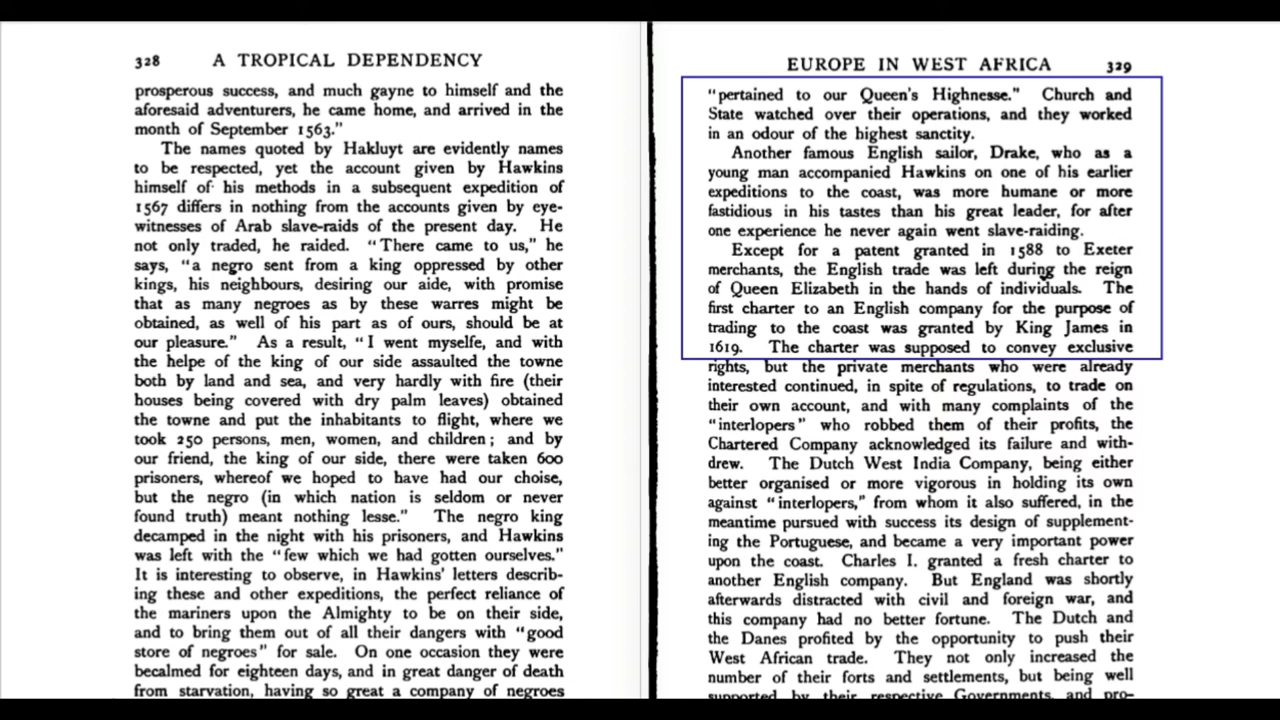 328 A TROPICAL DEPENDENCY
prosperous success, and much gayne to himself and the
aforesaid adventurers, he came home, and arrived in the
month of September 1563."
The names quoted by Hakluyt are evidently names
to be respected, yet the account given by Hawkins
himself of his methods in a subsequent expedition of
1567 differs in nothing from the accounts given by eye-
witnesses of Arab slave-raids of the present day. He
not only traded, he raided. "There came to us," he
says, "a negro sent from a king oppressed by other
kings, his neighbours, desiring our aide, with promise
that as many negroes as by these warres might be
obtained, as well of his part as of ours, should be at
our pleasure." As a result, "I went myselfe, and with
the helpe of the king of our side assaulted the towne
both by land and sea, and very hardly with fire (their
houses being covered with dry palm leaves) obtained
the towne and put the inhabitants to flight, where we
took 250 persons, men, women, and children; and by
our friend, the king of our side, there were taken 600
prisoners, whereof we hoped to have had our choise,
but the negro (in which nation is seldom or never
found truth) meant nothing lesse." The negro king
decamped in the night with his prisoners, and Hawkins
was left with the "few which we had gotten ourselves."
It is interesting to observe, in Hawkins' letters describ-
ing these and other expeditions, the perfect reliance of
the mariners upon the Almighty to be on their side,
and to bring them out of all their dangers with "good
store of negroes" for sale. On one occasion they were
becalmed for eighteen days, and in great danger of death
from starvation, having so great a company of negroes
EUROPE IN WEST AFRICA 329
"pertained to our Queen's Highnesse." Church and
State watched over their operations, and they worked
in an odour of the highest sanctity.
Another famous English sailor, Drake, who as a
young man accompanied Hawkins on one of his earlier
expeditions to the coast, was more humane or more
fastidious in his tastes than his great leader, for after
one experience he never again went slave-raiding.
Except for a patent granted in 1588 to Exeter
merchants, the English trade was left during the reign
of Queen Elizabeth in the hands of individuals. The
first charter to an English company for the purpose of
trading to the coast was granted by King James in
1619. The charter was supposed to convey exclusive
rights, but the private merchants who were already
interested continued, in spite of regulations, to trade on
their own account, and with many complaints of the
"interlopers" who robbed them of their profits, the
Chartered Company acknowledged its failure and with-
drew. The Dutch West India Company, being either
better organised or more vigorous in holding its own
against "interlopers," from whom it also suffered, in the
meantime pursued with success its design of supplement-
ing the Portuguese, and became a very important power
upon the coast. Charles I. granted a fresh charter to
another English company. But England was shortly
afterwards distracted with civil and foreign war, and
this company had no better fortune. The Dutch and
the Danes profited by the opportunity to push their
West African trade. They not only increased the
number of their forts and settlements, but being well
supported by their respective Governments, and pro-